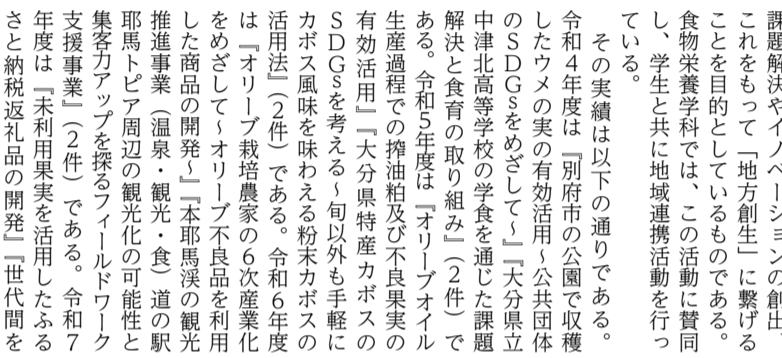 課題解決やイノベーションの創出、
これをもって「地方創生」に繋げる
ことを目的としているものである。
食物栄養学科では、この活動に賛同
し、学生と共に地域連携活動を行っ
ている。
その実績は以下の通りである。
令和4年度は『別府市の公園で収穫
したウメの実の有効活用～公共団体
のSDGsをめざして～』『大分県立
中津北高等学校の学食を通じた課題
解決と食育の取り組み』（2件）で
ある。令和5年度は『オリーブオイル
生産過程での搾油粕及び不良果実の
有効活用』『大分県特産カボスの
SDGsを考える～旬以外も手軽に
カボス風味を味わえる粉末カボスの
活用法』（2件）である。令和6年度
は『オリーブ栽培農家の6次産業化
をめざして～オリーブ不良品を利用
した商品の開発～』『本耶馬渓の観光
推進事業（温泉・観光・食）道の駅
耶馬トピア周辺の観光化の可能性と
集客力アップを探るフィールドワーク
支援事業』（2件）である。令和7
年度は『未利用果実を活用したふる
さと納税返礼品の開発』『世代間を